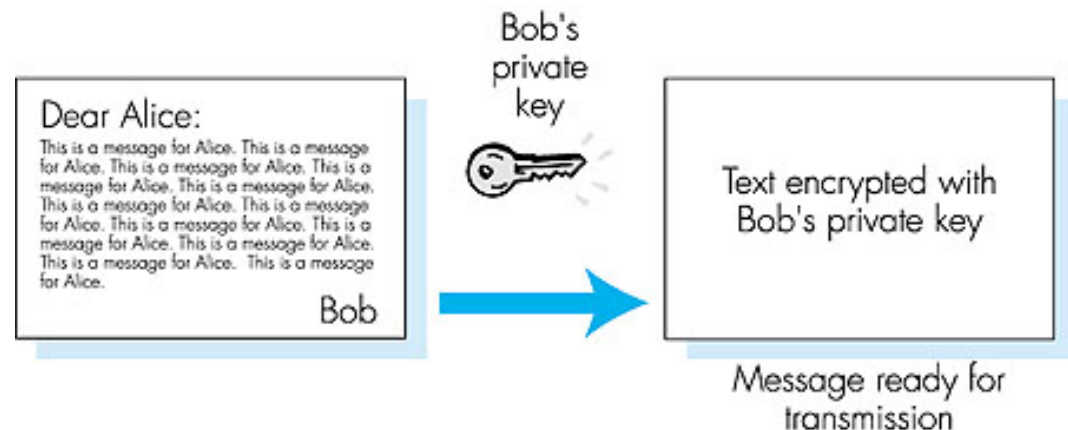 Bob's
private
key
Dear Alice:
This is a message for Alice. This is a message
for Alice. This is a message for Alice. This is a
message for Alice. This is a message for Alice.
This is a message for Alice. This is a message
for Alice. This is a message for Alice. This is a
message for Alice. This is a message for Alice.
This is a message for Alice.  This is a message
for Alice.
Bob
Text encrypted with
Bob's private key
Message ready for
transmission